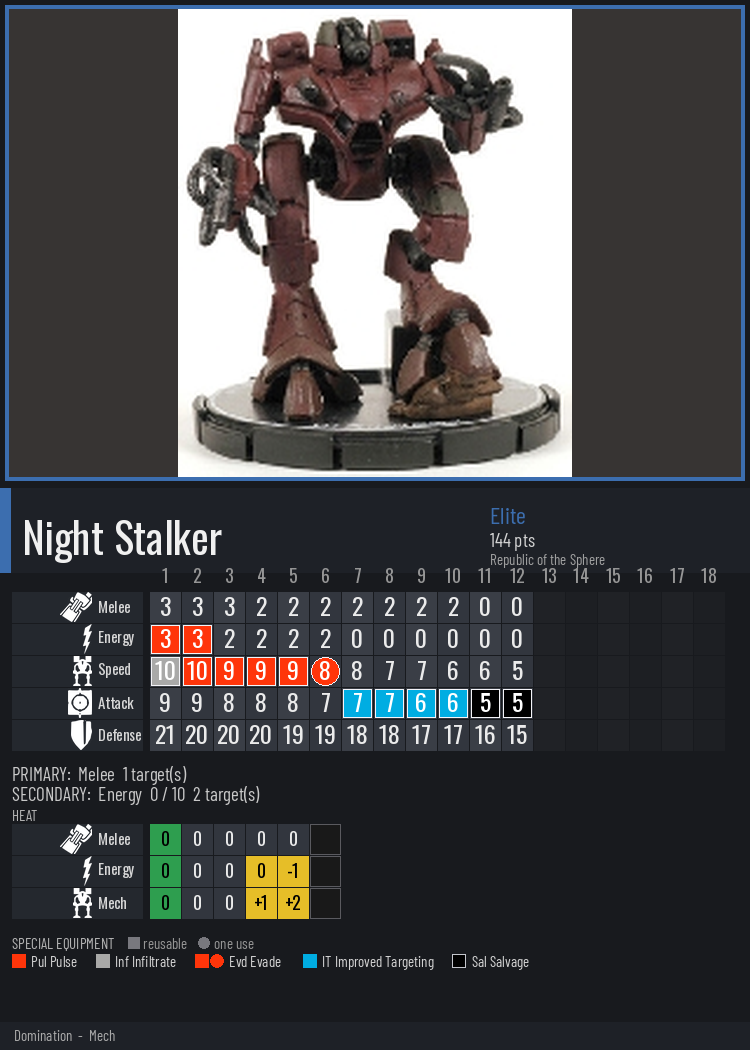 Night Stalker
Elite
144 pts
Republic of the Sphere
1 2 3 4 5 6 7 8 9 10 11 12 13 14 15 16 17 18
Melee 3 3 3 2 2 2 2 2 2 2 0 0
Energy 3 3 2 2 2 2 0 0 0 0 0 0
Speed 10 10 9 9 9 8 8 7 7 6 6 5
Attack 9 9 8 8 8 7 7 7 6 6 5 5
Defense 21 20 20 20 19 19 18 18 17 17 16 15
PRIMARY: Melee 1 target(s)
SECONDARY: Energy 0 / 10 2 target(s)
HEAT
Melee 0 0 0 0 0
Energy 0 0 0 0 -1
Mech 0 0 0 +1 +2
SPECIAL EQUIPMENT reusable one use
Pul Pulse Inf Infiltrate Evd Evade IT Improved Targeting Sal Salvage
Domination - Mech